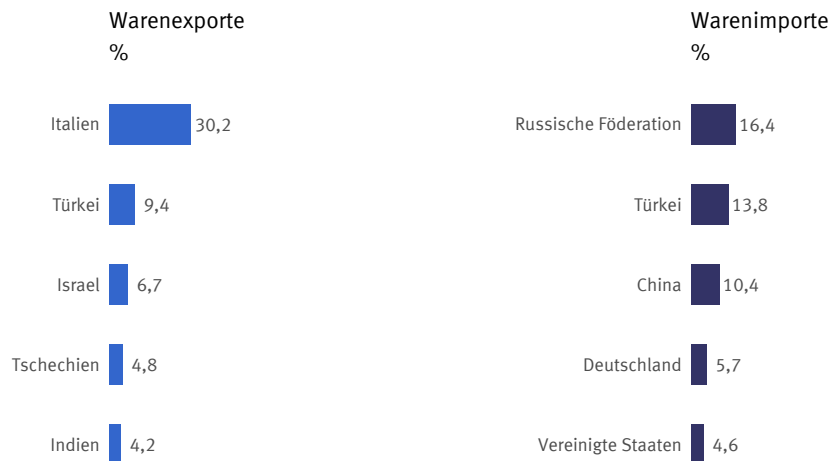 Warenexporte
%
Italien 30,2
Türkei 9,4
Israel 6,7
Tschechien 4,8
Indien 4,2
Warenimporte
%
Russische Föderation 16,4
Türkei 13,8
China 10,4
Deutschland 5,7
Vereinigte Staaten 4,6